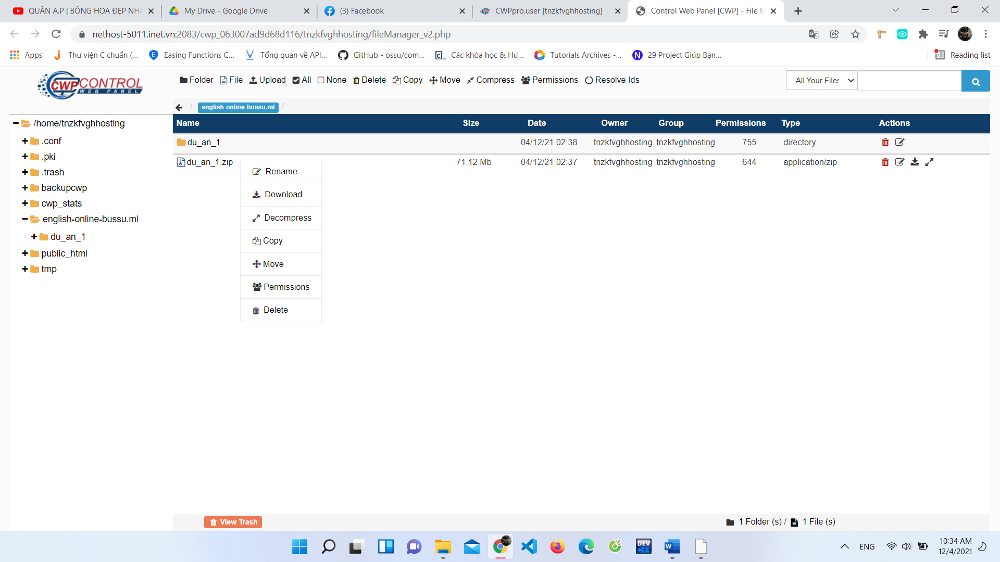 QUÂN A.P | BÔNG HOA ĐẸP NHẤ
My Drive - Google Drive
(3) Facebook
CWPpro.user [tnzkfvghhosting]
Control Web Panel [CWP] - File M
nethost-5011.inet.vn:2083/cwp_063007ad9d68d116/tnzkfvghhosting/fileManager_v2.php
Apps
Thư viện C chuẩn (...
Easing Functions C...
Tổng quan về API...
GitHub - ossu/com...
Các khóa học & Hư...
Tutorials Archives -...
29 Project Giúp Bạn...
Reading list
CWP CONTROL
WEB PANEL
Folder File Upload All None Delete Copy Move Compress Permissions Resolve Ids
All Your Files
/ english-online-bussu.ml /
Name Size Date Owner Group Permissions Type Actions
du_an_1 04/12/21 02:38 tnzkfvghhosting tnzkfvghhosting 755 directory
du_an_1.zip 71.12 Mb 04/12/21 02:37 tnzkfvghhosting tnzkfvghhosting 644 application/zip
/home/tnzkfvghhosting
.conf
.pki
.trash
backupcwp
cwp_stats
english-online-bussu.ml
du_an_1
public_html
tmp
Rename
Download
Decompress
Copy
Move
Permissions
Delete
View Trash
1 Folder (s) / 1 File (s)
DEV
C++
W
ENG
10:34 AM
12/4/2021